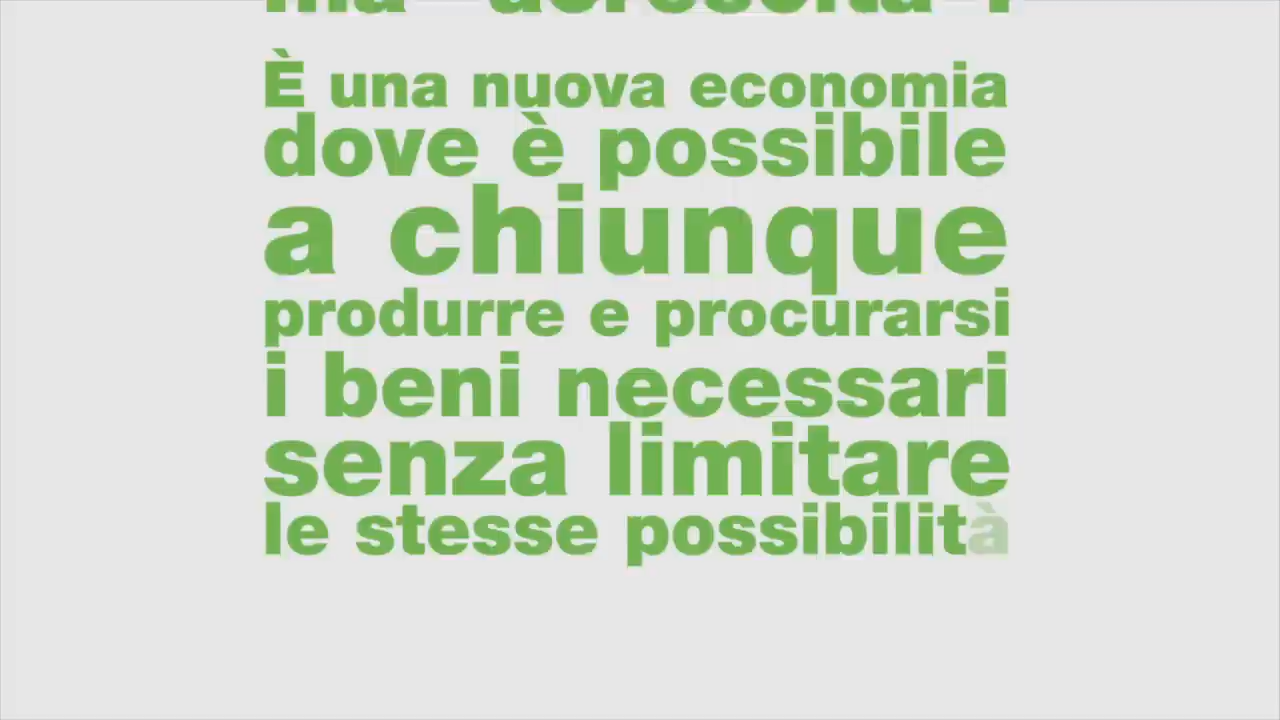 È una nuova economia
dove è possibile
a chiunque
produrre e procurarsi
i beni necessari
senza limitare
le stesse possibilità